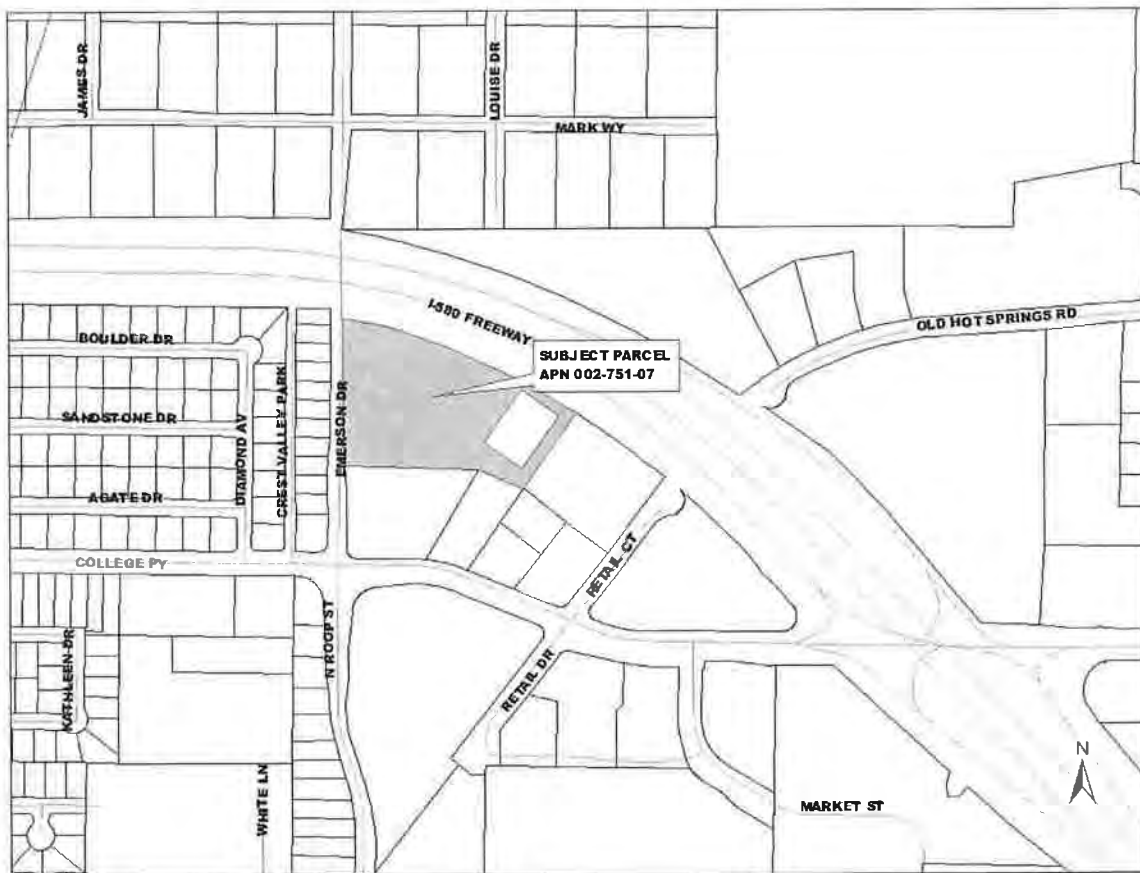 JAMES DR
LOUISE DR
MARK WY
I-580 FREEWAY
OLD HOT SPRINGS RD
BOULDER DR
SUBJECT PARCEL
APN 002-751-07
SANDSTONE DR
DIAMOND AV
CREST VALLEY PARK
EMERSON DR
AGATE DR
COLLEGE PY
RETAIL CT
KATHLEEN DR
N ROOP ST
RETAIL DR
N
WHITE LN
MARKET ST